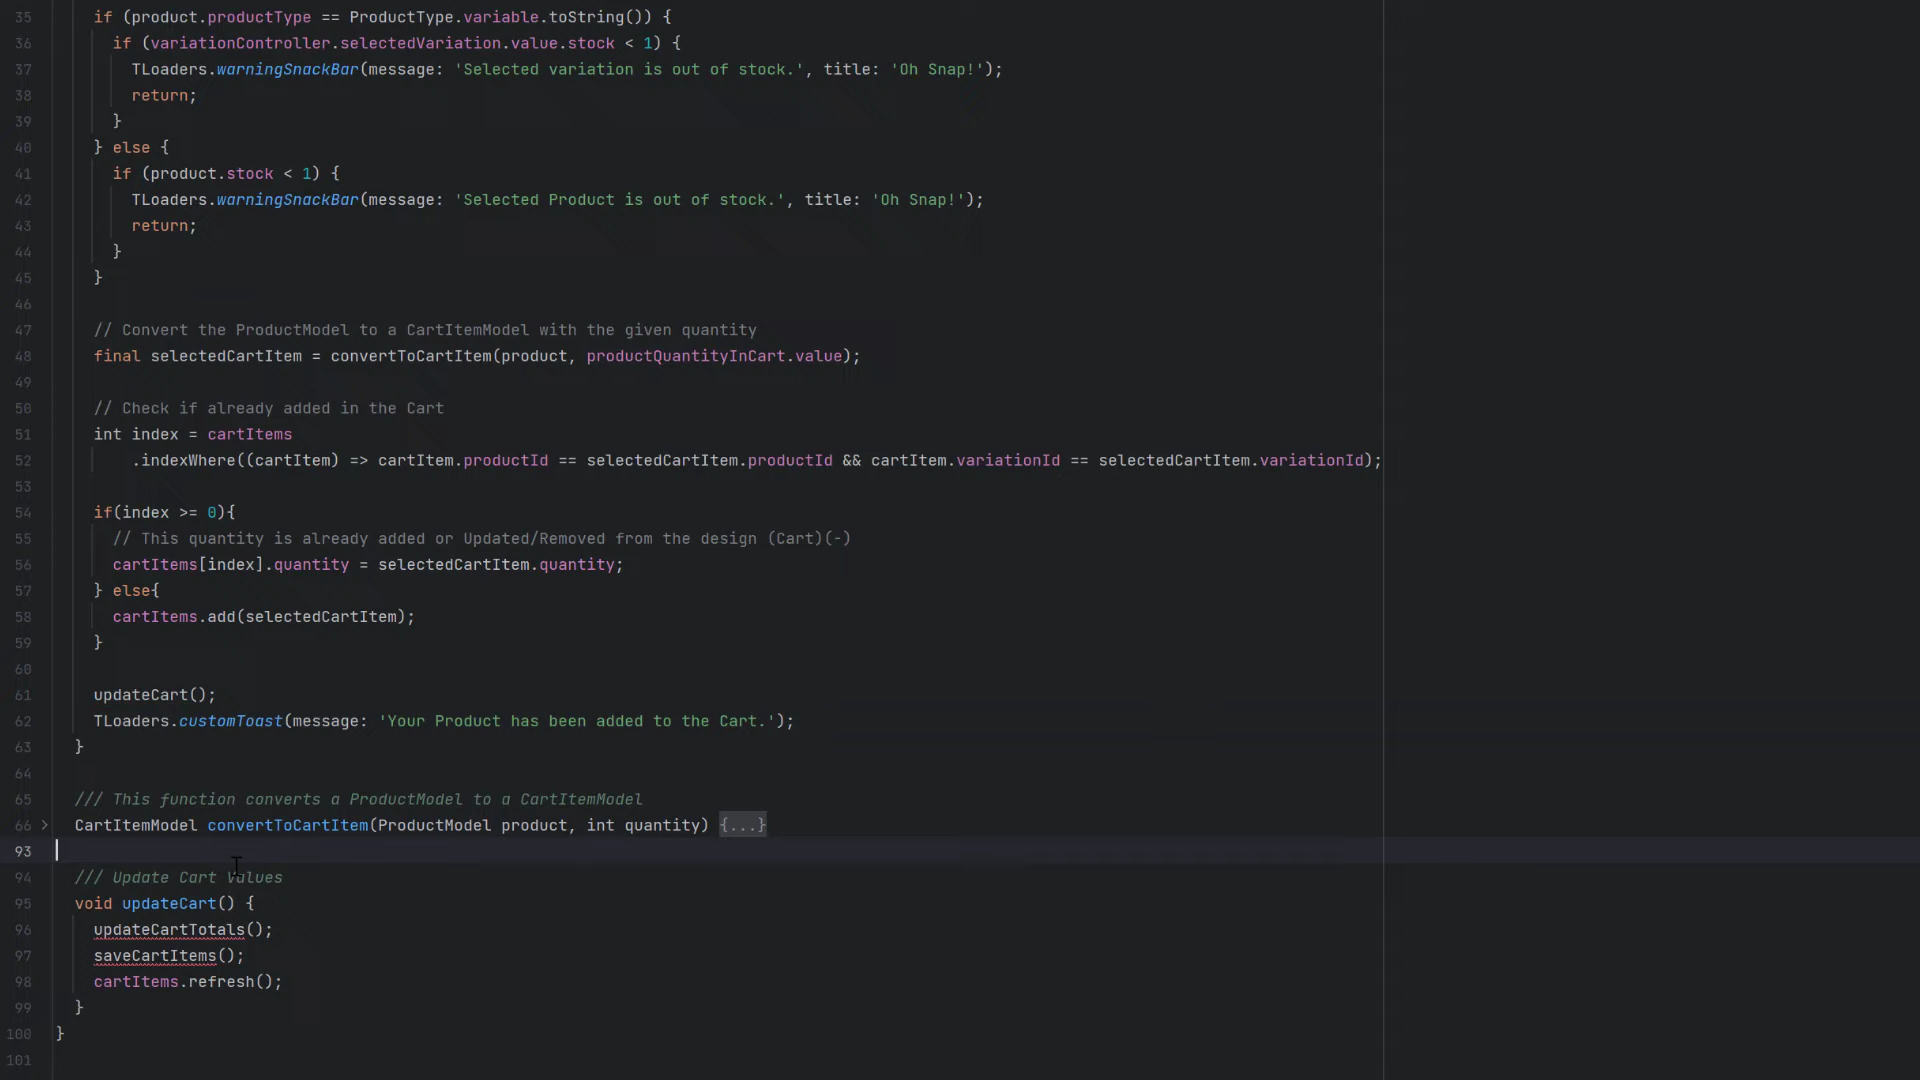 35 if (product.productType == ProductType.variable.toString()) {
36 if (variationController.selectedVariation.value.stock < 1) {
37 TLoaders.warningSnackBar(message: 'Selected variation is out of stock.', title: 'Oh Snap!');
38 return;
39 }
40 } else {
41 if (product.stock < 1) {
42 TLoaders.warningSnackBar(message: 'Selected Product is out of stock.', title: 'Oh Snap!');
43 return;
44 }
45 }
46
47 // Convert the ProductModel to a CartItemModel with the given quantity
48 final selectedCartItem = convertToCartItem(product, productQuantityInCart.value);
49
50 // Check if already added in the Cart
51 int index = cartItems
52 .indexWhere((cartItem) => cartItem.productId == selectedCartItem.productId && cartItem.variationId == selectedCartItem.variationId);
53
54 if(index >= 0){
55 // This quantity is already added or Updated/Removed from the design (Cart)(-)
56 cartItems[index].quantity = selectedCartItem.quantity;
57 } else{
58 cartItems.add(selectedCartItem);
59 }
60
61 updateCart();
62 TLoaders.customToast(message: 'Your Product has been added to the Cart.');
63 }
64
65 /// This function converts a ProductModel to a CartItemModel
66 CartItemModel convertToCartItem(ProductModel product, int quantity) {...}
93
94 /// Update Cart Values
95 void updateCart() {
96 updateCartTotals();
97 saveCartItems();
98 cartItems.refresh();
99 }
100 }
101